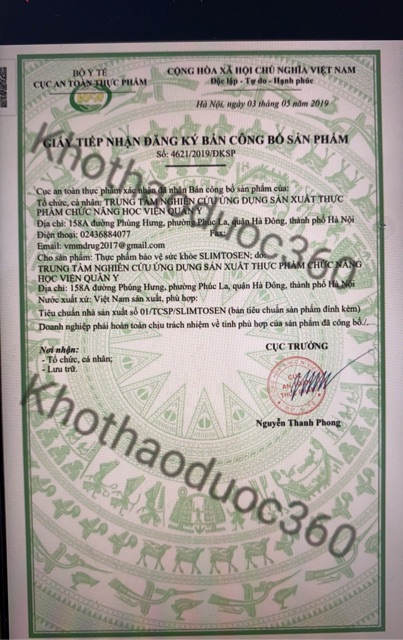 BỘ Y TẾ
CỤC AN TOÀN THỰC PHẨM
CỘNG HÒA XÃ HỘI CHỦ NGHĨA VIỆT NAM
Độc lập - Tự do - Hạnh phúc
Hà Nội, ngày 03 tháng 05 năm 2019
GIẤY TIẾP NHẬN ĐĂNG KÝ BẢN CÔNG BỐ SẢN PHẨM
Số: 4621/2019/ĐKSP
Cục an toàn thực phẩm xác nhận đã nhận Bản công bố sản phẩm của:
Tổ chức, cá nhân: TRUNG TÂM NGHIÊN CỨU ỨNG DỤNG SẢN XUẤT THỰC
PHẨM CHỨC NĂNG HỌC VIỆN QUÂN Y
Địa chỉ: 158A đường Phùng Hưng, phường Phúc La, quận Hà Đông, thành phố Hà Nội
Điện thoại: 02436884077 Fax:
Email: vmmdrug2017@gmail.com
Cho sản phẩm: Thực phẩm bảo vệ sức khỏe SLIMTOSEN; do:
TRUNG TÂM NGHIÊN CỨU ỨNG DỤNG SẢN XUẤT THỰC PHẨM CHỨC NĂNG
HỌC VIỆN QUÂN Y
Địa chỉ: 158A đường Phùng Hưng, phường Phúc La, quận Hà Đông, thành phố Hà Nội
Nước xuất xứ: Việt Nam sản xuất, phù hợp:
Tiêu chuẩn nhà sản xuất số 01/TCSP/SLIMTOSEN (bản tiêu chuẩn sản phẩm đính kèm)
Doanh nghiệp phải hoàn toàn chịu trách nhiệm về tính phù hợp của sản phẩm đã công bố./.
Nơi nhận:
- Tổ chức, cá nhân;
- Lưu trữ.
CỤC TRƯỞNG
CỤC
AN TOÀN
THỰC PHẨM
Nguyễn Thanh Phong
Khothaoduoc360
Khothaoduoc360